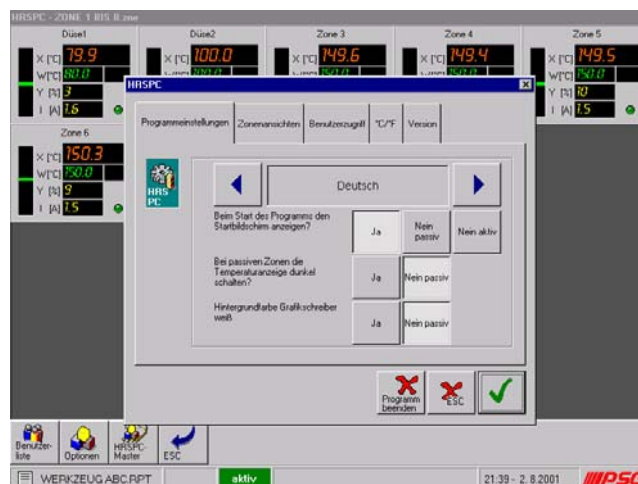 HRSPC - ZONE 1 BIS 8.zne
Düse1
X [°C] 79.9
W[°C] 80.0
Y [%] 3
I [A] 1.6
Düse2
X [°C] 100.0
Zone 3
X [°C] 149.6
Zone 4
X [°C] 149.4
Zone 5
X [°C] 149.5
W[°C] 150.0
Y [%] 10
I [A] 1.5
Zone 6
X [°C] 150.3
W[°C] 150.0
Y [%] 9
I [A] 1.5
HRSPC
Programmeinstellungen
Zonenansichten
Benutzerzugriff
°C/°F
Version
HRS
PC
Deutsch
Beim Start des Programms den
Startbildschirm anzeigen?
Ja
Nein
passiv
Nein aktiv
Bei passiven Zonen die
Temperaturanzeige dunkel
schalten?
Ja
Nein passiv
Hintergrundfarbe Grafikschreiber
weiß
Ja
Nein passiv
Programm
beenden
ESC
Benutzer-
liste
Optionen
HRSPC-
Master
ESC
WERKZEUG ABC.RPT
aktiv
21:39 - 2. 8.2001
PSG